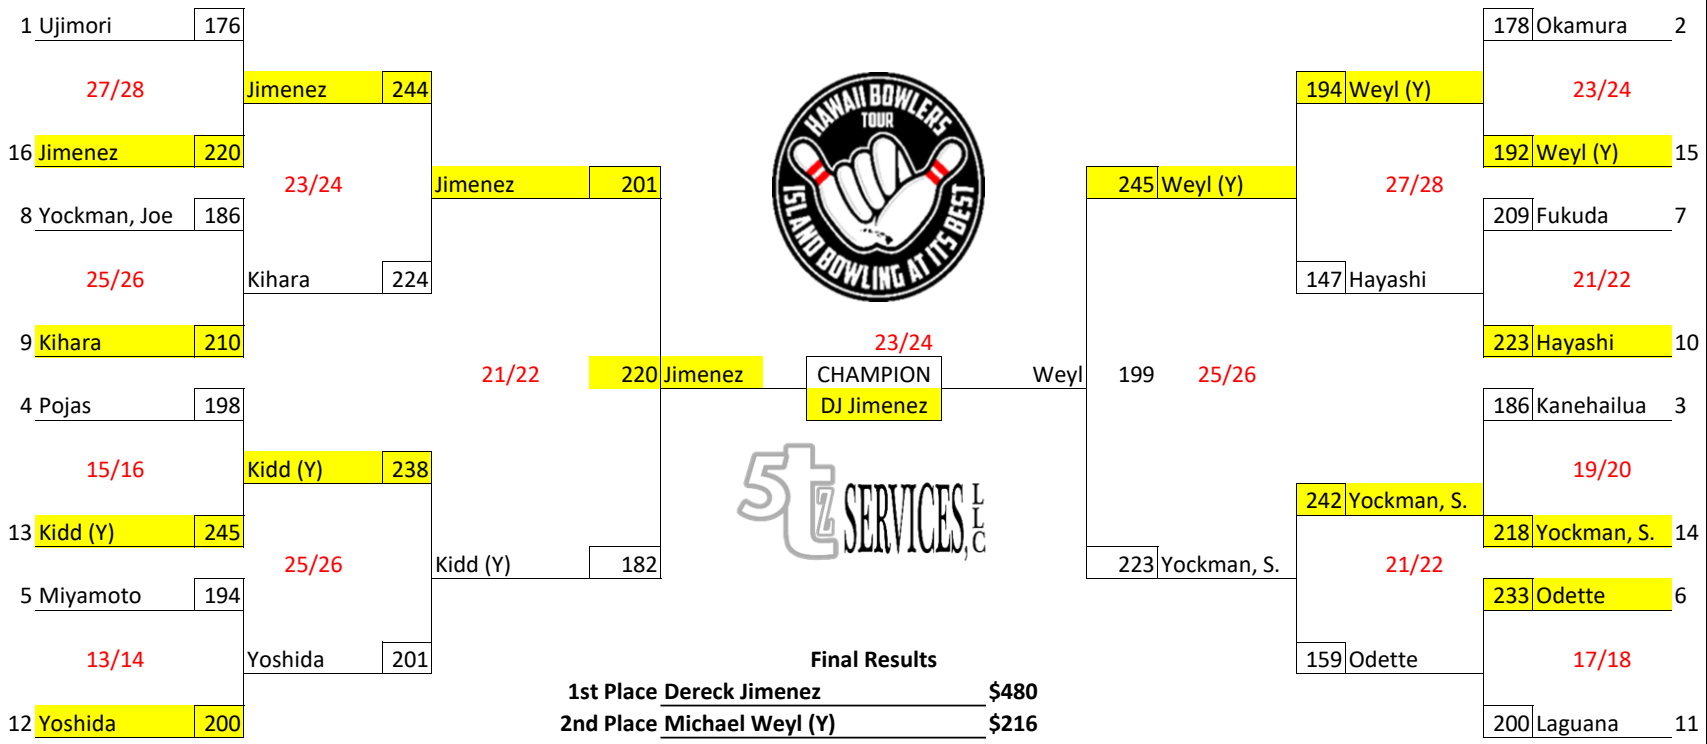 1 Ujimori 176
178 Okamura 2
27/28
Jimenez 244
194 Weyl (Y)
23/24
16 Jimenez 220
192 Weyl (Y) 15
HAWAII BOWLERS
TOUR
ISLAND BOWLING AT ITS BEST
23/24
Jimenez 201
245 Weyl (Y)
27/28
8 Yockman, Joe 186
209 Fukuda 7
25/26
Kihara 224
147 Hayashi
21/22
9 Kihara 210
23/24
223 Hayashi 10
21/22
220 Jimenez
CHAMPION
Weyl 199
25/26
4 Pojas 198
DJ Jimenez
186 Kanehailua 3
15/16
Kidd (Y) 238
19/20
242 Yockman, S.
13 Kidd (Y) 245
218 Yockman, S. 14
5tz SERVICES, LLC
25/26
Kidd (Y) 182
223 Yockman, S.
21/22
5 Miyamoto 194
233 Odette 6
13/14
Yoshida 201
Final Results
159 Odette
17/18
1st Place Dereck Jimenez $480
12 Yoshida 200
2nd Place Michael Weyl (Y) $216
200 Laguana 11